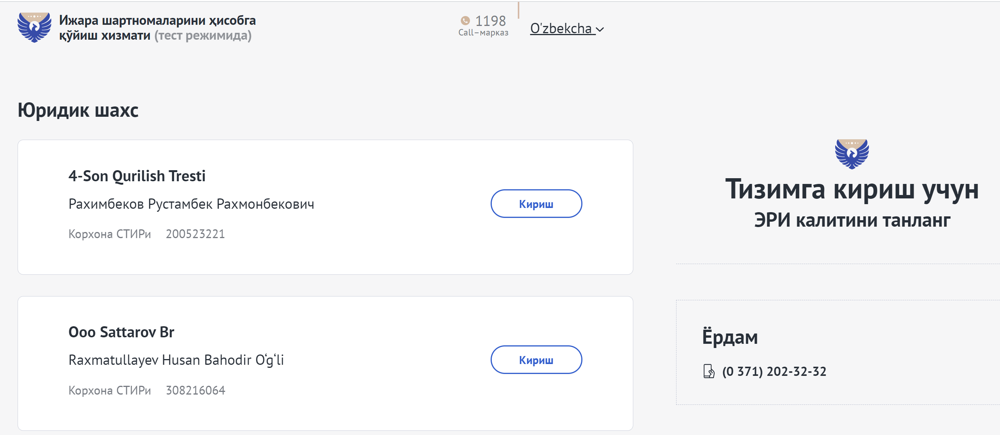 Ижара шартномаларини ҳисобга
қўйиш хизмати (тест режимида)
1198
Call-марказ
O'zbekcha
Юридик шахс
4-Son Qurilish Tresti
Рахимбеков Рустамбек Рахмонбекович
Кириш
Корхона СТИРи 200523221
Тизимга кириш учун
ЭРИ калитини танланг
Ooo Sattarov Br
Raxmatullayev Husan Bahodir O‘g‘li
Кириш
Корхона СТИРи 308216064
Ёрдам
(0 371) 202-32-32